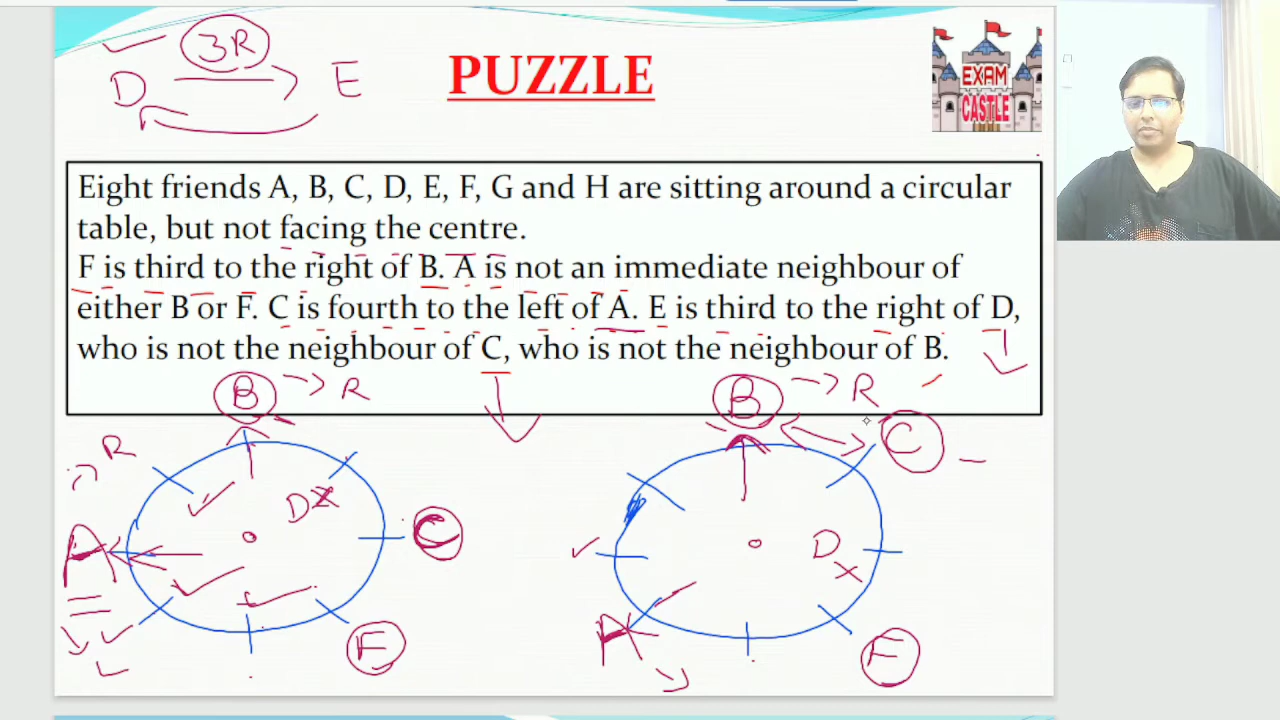 3R
D E
PUZZLE
EXAM
CASTLE
Eight friends A, B, C, D, E, F, G and H are sitting around a circular
table, but not facing the centre.
F is third to the right of B. A is not an immediate neighbour of
either B or F. C is fourth to the left of A. E is third to the right of D,
who is not the neighbour of C, who is not the neighbour of B.
B R
B R
R
C
D
C
D
A
A
F
F